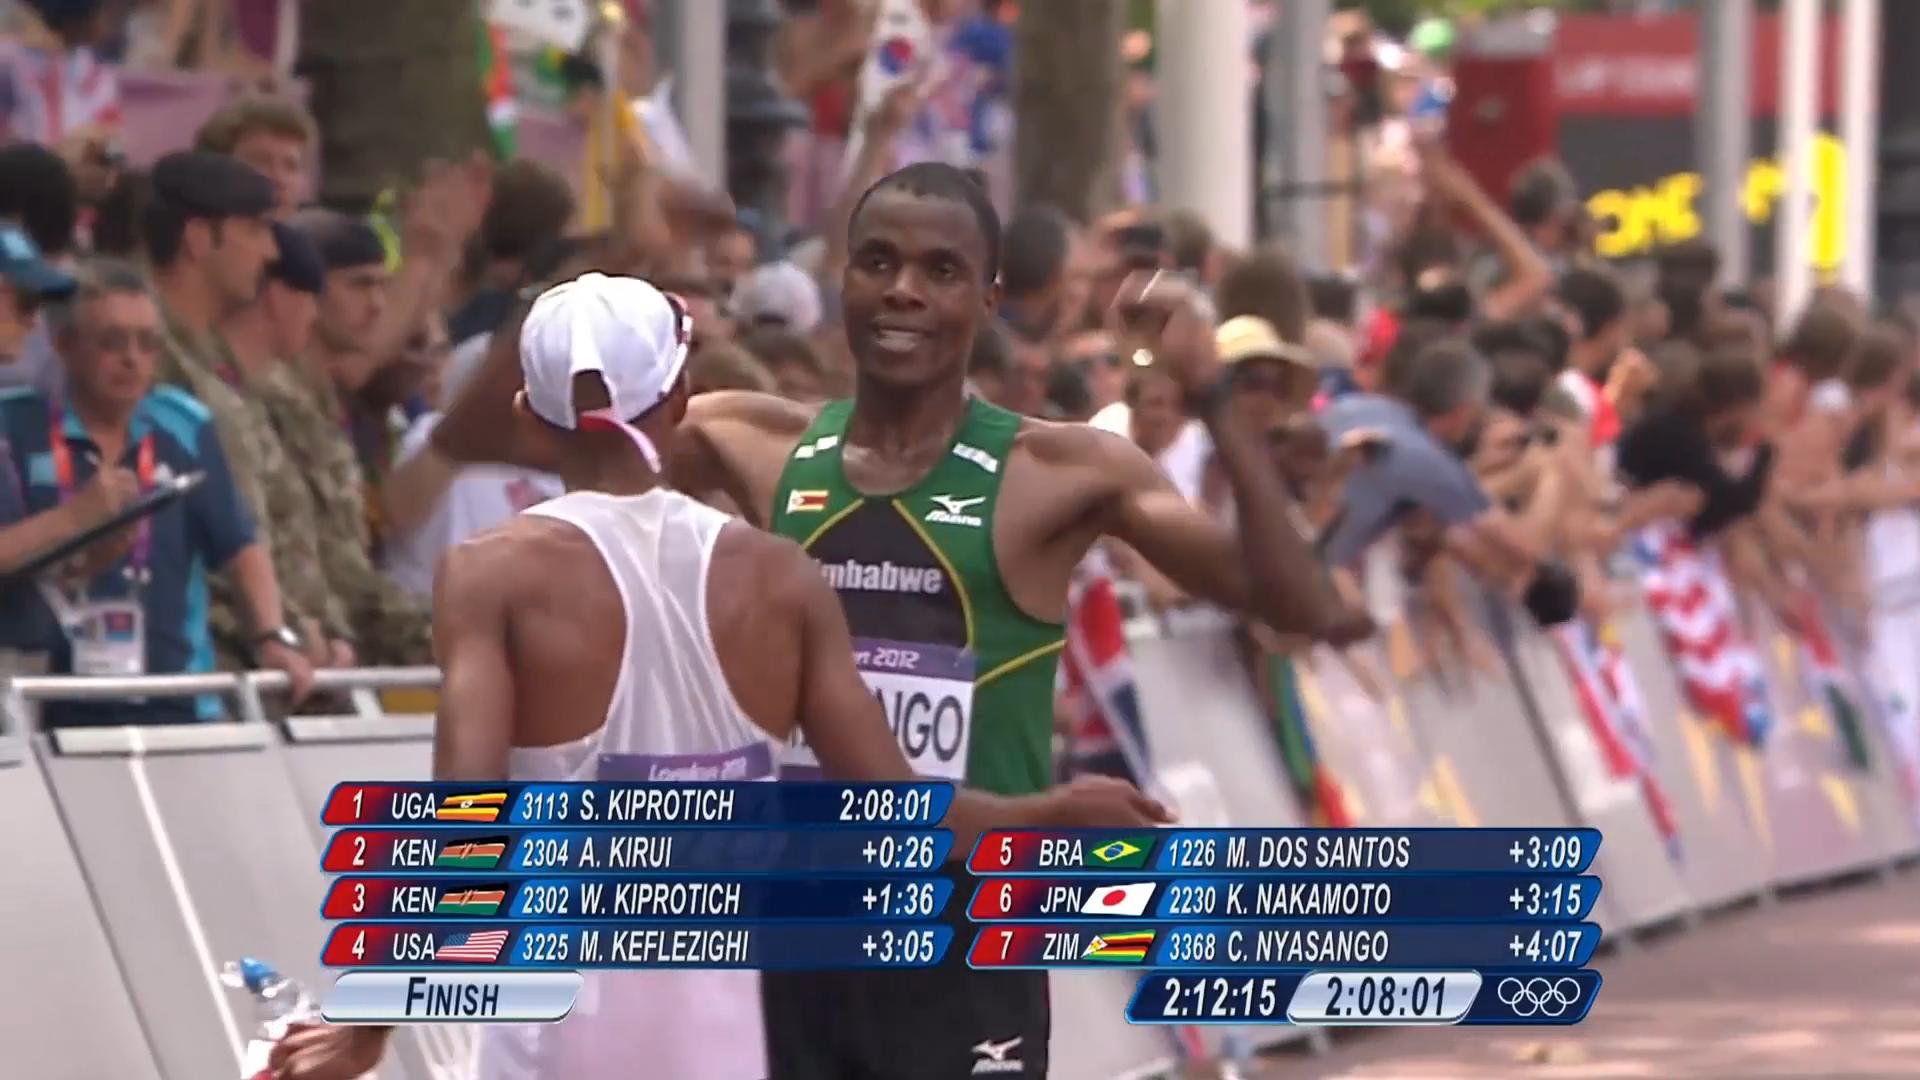 mbabwe
on 2012
NGO
London 2012
1 UGA 3113 S. KIPROTICH 2:08:01
2 KEN 2304 A. KIRUI +0:26
3 KEN 2302 W. KIPROTICH +1:36
4 USA 3225 M. KEFLEZIGHI +3:05
5 BRA 1226 M. DOS SANTOS +3:09
6 JPN 2230 K. NAKAMOTO +3:15
7 ZIM 3368 C. NYASANGO +4:07
FINISH
2:12:15 2:08:01